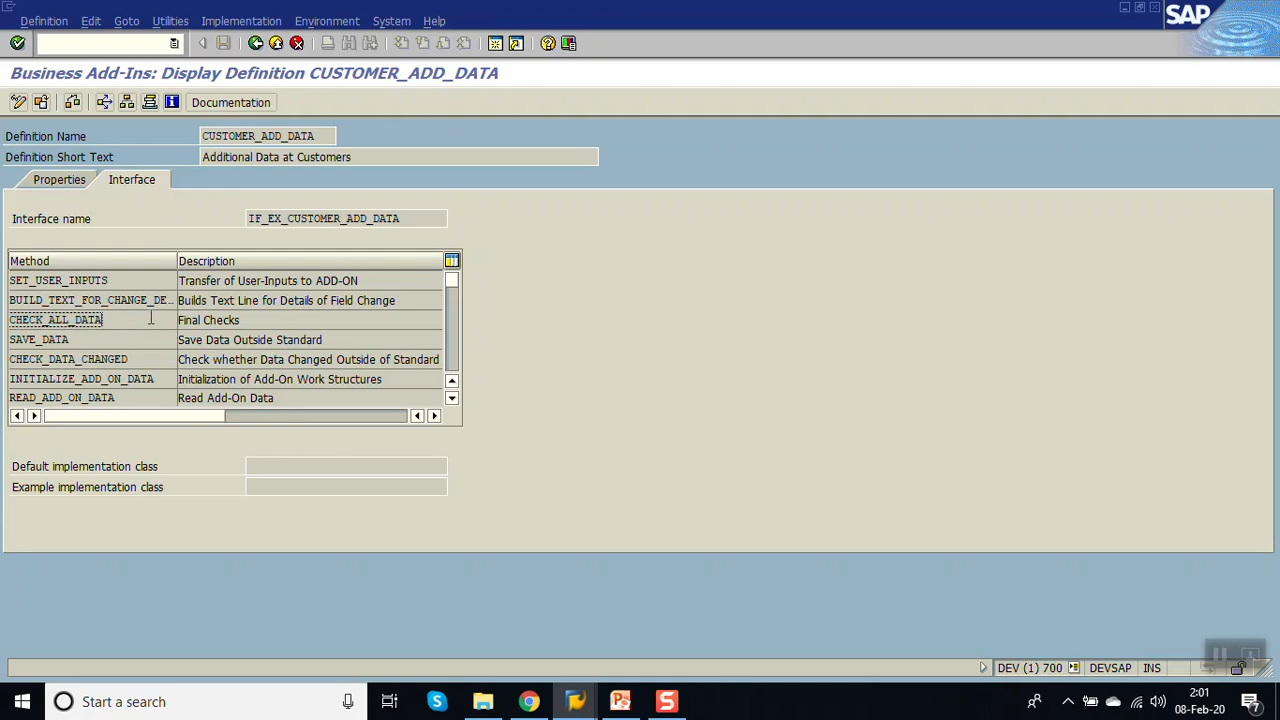 Definition Edit Goto Utilities Implementation Environment System Help
SAP
Business Add-Ins: Display Definition CUSTOMER_ADD_DATA
Documentation
Definition Name CUSTOMER_ADD_DATA
Definition Short Text Additional Data at Customers
Properties Interface
Interface name IF_EX_CUSTOMER_ADD_DATA
Method Description
SET_USER_INPUTS Transfer of User-Inputs to ADD-ON
BUILD_TEXT_FOR_CHANGE_DE... Builds Text Line for Details of Field Change
CHECK_ALL_DATA Final Checks
SAVE_DATA Save Data Outside Standard
CHECK_DATA_CHANGED Check whether Data Changed Outside of Standard
INITIALIZE_ADD_ON_DATA Initialization of Add-On Work Structures
READ_ADD_ON_DATA Read Add-On Data
Default implementation class
Example implementation class
DEV (1) 700 DEVSAP INS
Start a search
2:01
08-Feb-20
7